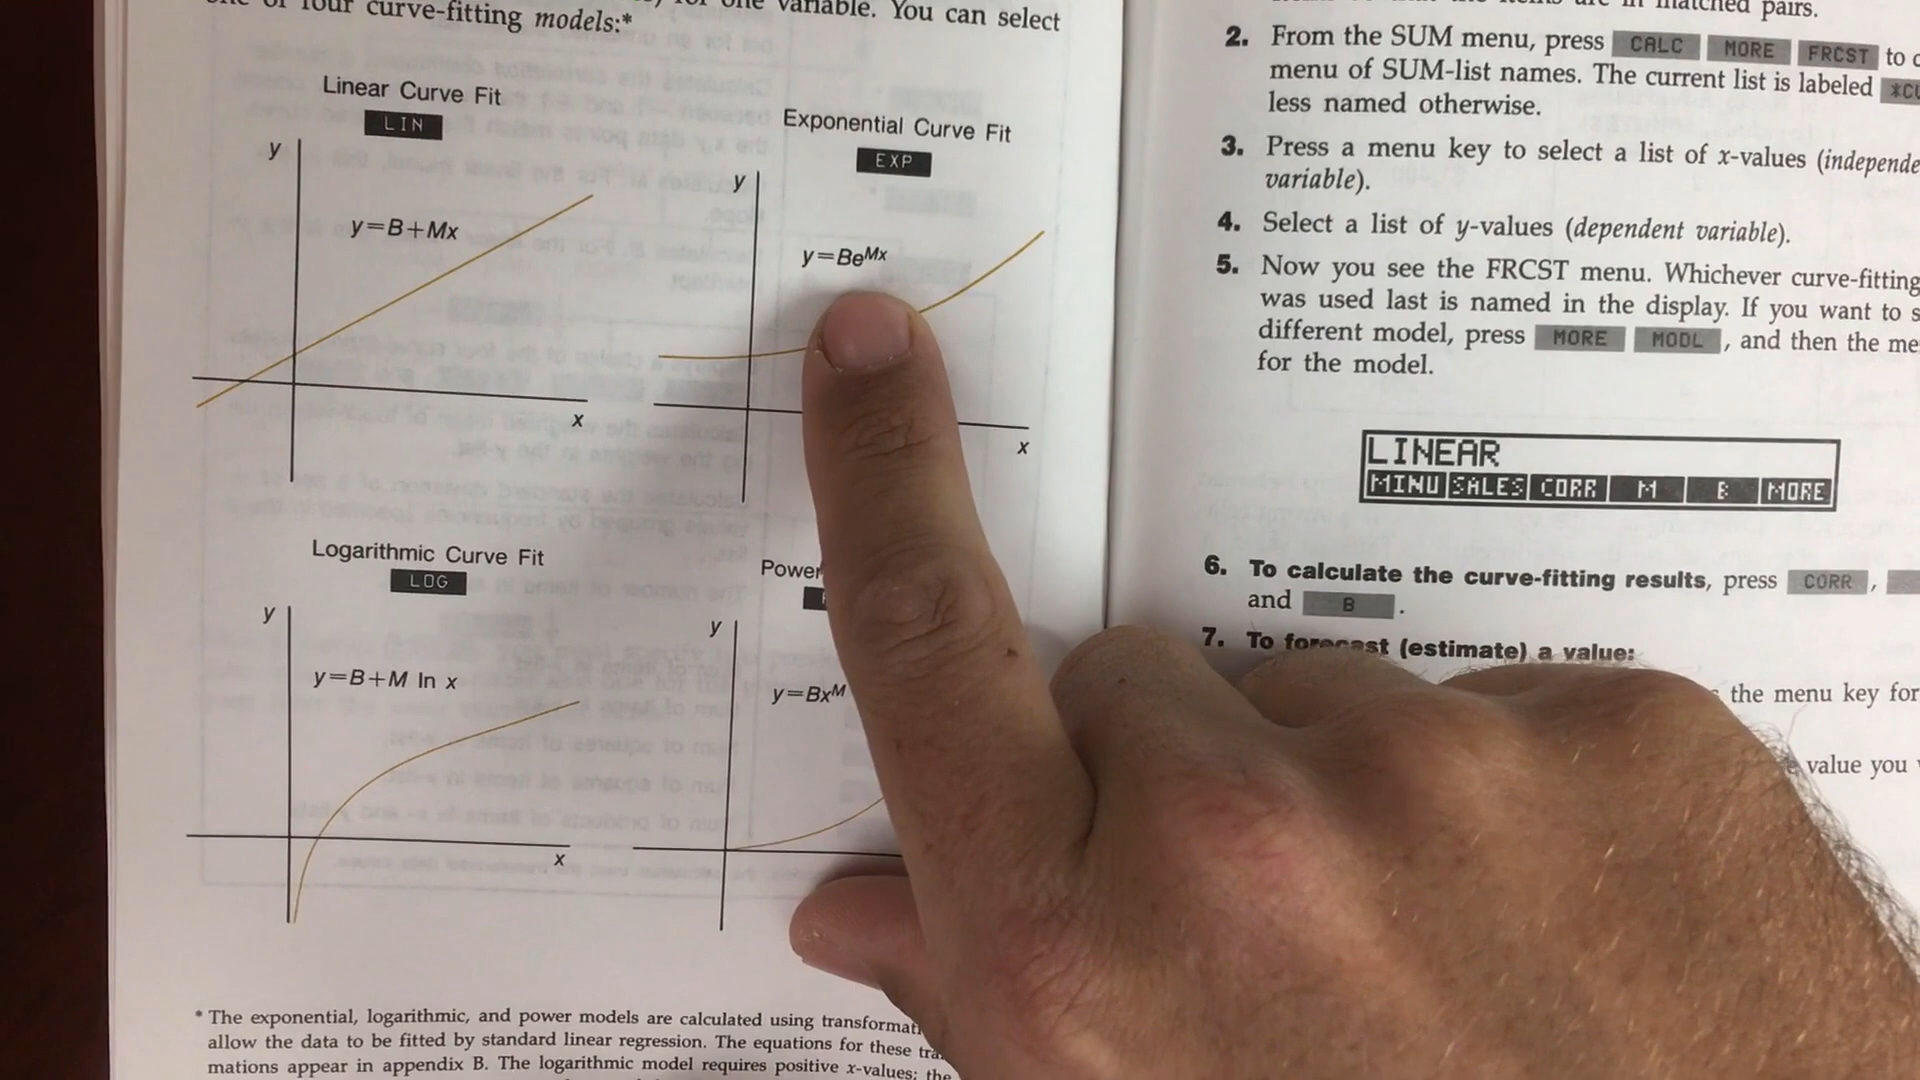 one variable. You can select
curve-fitting models:*
Linear Curve Fit
LIN
y
y=B+Mx
x
Exponential Curve Fit
EXP
y
y=Be^Mx
x
Logarithmic Curve Fit
LOG
y
y=B+M ln x
x
Power
y
y=Bx^M
* The exponential, logarithmic, and power models are calculated using
allow the data to be fitted by standard linear regression. The equations for these
mations appear in appendix B. The logarithmic model requires positive x-values; the
matched pairs.
2. From the SUM menu, press CALC MORE FRCST to
menu of SUM-list names. The current list is labeled
less named otherwise.
3. Press a menu key to select a list of x-values (
variable).
4. Select a list of y-values (dependent variable).
5. Now you see the FRCST menu. Whichever curve-fitting
was used last is named in the display. If you want to
different model, press MORE MODL , and then the
for the model.
LINEAR
MINU SALES CORR M B MORE
6. To calculate the curve-fitting results, press CORR ,
and B .
7. To forecast (estimate) a value:
the menu key for
value you